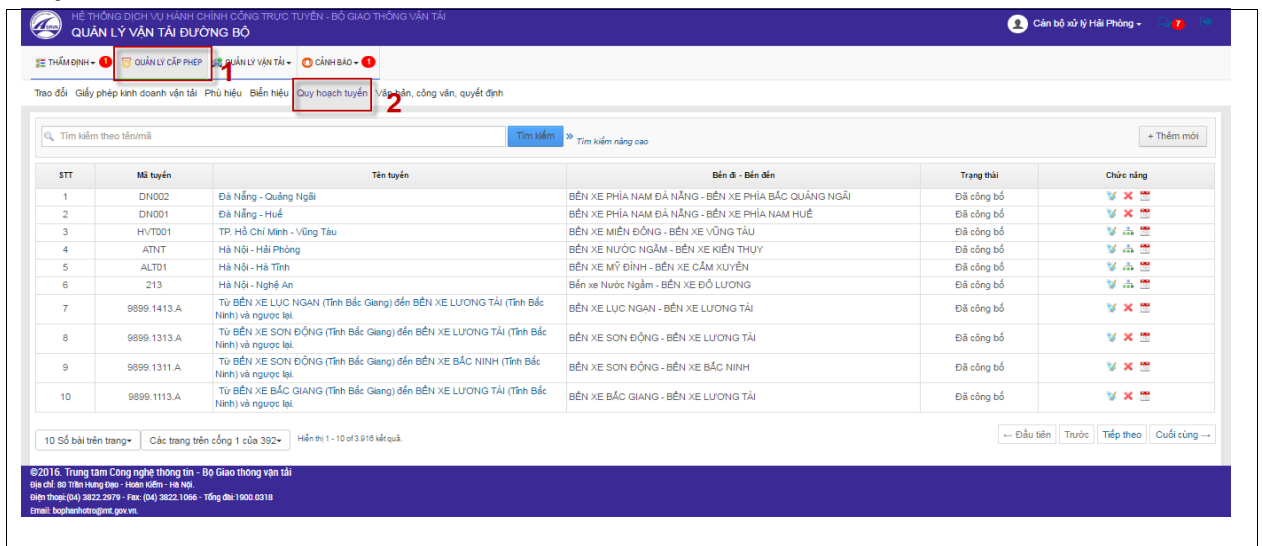 HỆ THỐNG DỊCH VỤ HÀNH CHÍNH CÔNG TRỰC TUYẾN - BỘ GIAO THÔNG VẬN TẢI
QUẢN LÝ VẬN TẢI ĐƯỜNG BỘ
Cán bộ xử lý Hải Phòng
7
THẨM ĐỊNH 1 QUẢN LÝ CẤP PHÉP QUẢN LÝ VẬN TẢI CẢNH BÁO 1
1
Trao đổi Giấy phép kinh doanh vận tải Phù hiệu Biển hiệu Quy hoạch tuyến Văn bản, công văn, quyết định
2
Tìm kiếm theo tên/mã Tìm kiếm » Tìm kiếm nâng cao + Thêm mới
STT Mã tuyến Tên tuyến Bến đi - Bến đến Trạng thái Chức năng
1 DN002 Đà Nẵng - Quảng Ngãi BẾN XE PHÍA NAM ĐÀ NẴNG - BẾN XE PHÍA BẮC QUẢNG NGÃI Đã công bố
2 DN001 Đà Nẵng - Huế BẾN XE PHÍA NAM ĐÀ NẴNG - BẾN XE PHÍA NAM HUẾ Đã công bố
3 HVT001 TP. Hồ Chí Minh - Vũng Tàu BẾN XE MIỀN ĐÔNG - BẾN XE VŨNG TÀU Đã công bố
4 ATNT Hà Nội - Hải Phòng BẾN XE NƯỚC NGẦM - BẾN XE KIẾN THỤY Đã công bố
5 ALT01 Hà Nội - Hà Tĩnh BẾN XE MỸ ĐÌNH - BẾN XE CẨM XUYÊN Đã công bố
6 213 Hà Nội - Nghệ An Bến xe Nước Ngầm - BẾN XE ĐÔ LƯƠNG Đã công bố
7 9899.1413.A Từ BẾN XE LỤC NGẠN (Tỉnh Bắc Giang) đến BẾN XE LƯƠNG TÀI (Tỉnh Bắc
Ninh) và ngược lại. BẾN XE LỤC NGẠN - BẾN XE LƯƠNG TÀI Đã công bố
8 9899.1313.A Từ BẾN XE SƠN ĐỘNG (Tỉnh Bắc Giang) đến BẾN XE LƯƠNG TÀI (Tỉnh Bắc
Ninh) và ngược lại. BẾN XE SƠN ĐỘNG - BẾN XE LƯƠNG TÀI Đã công bố
9 9899.1311.A Từ BẾN XE SƠN ĐỘNG (Tỉnh Bắc Giang) đến BẾN XE BẮC NINH (Tỉnh Bắc
Ninh) và ngược lại. BẾN XE SƠN ĐỘNG - BẾN XE BẮC NINH Đã công bố
10 9899.1113.A Từ BẾN XE BẮC GIANG (Tỉnh Bắc Giang) đến BẾN XE LƯƠNG TÀI (Tỉnh Bắc
Ninh) và ngược lại. BẾN XE BẮC GIANG - BẾN XE LƯƠNG TÀI Đã công bố
10 Số bài trên trang Các trang trên cổng 1 của 392 Hiển thị 1 - 10 of 3.916 kết quả. ← Đầu tiên Trước Tiếp theo Cuối cùng →
©2016. Trung tâm Công nghệ thông tin - Bộ Giao thông vận tải
Địa chỉ: 80 Trần Hưng Đạo - Hoàn Kiếm - Hà Nội.
Điện thoại:(04) 3822.2979 - Fax: (04) 3822.1066 - Tổng đài:1900.0318
Email: bophanhotro@mt.gov.vn.